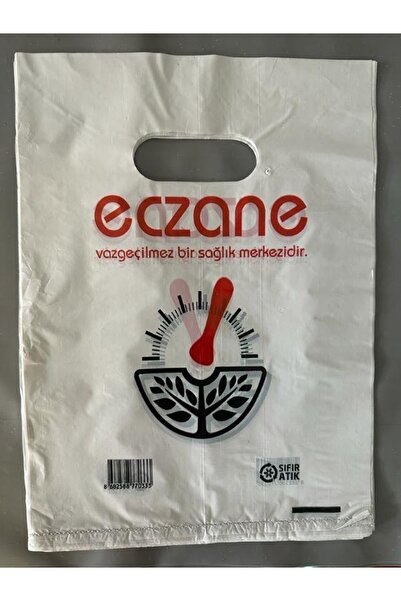 eczane
vazgeçilmez bir sağlık merkezidir.
SIFIR
ATIK